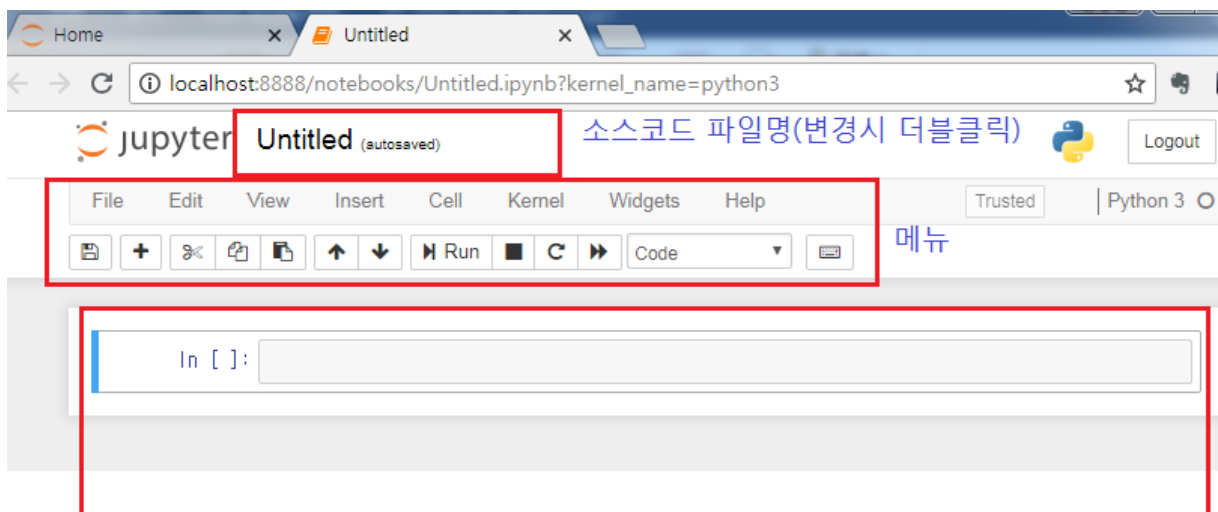 Home
Untitled
localhost:8888/notebooks/Untitled.ipynb?kernel_name=python3
jupyter Untitled (autosaved) 소스코드 파일명(변경시 더블클릭) Logout
File Edit View Insert Cell Kernel Widgets Help Trusted Python 3
Run Code 메뉴
In [ ]: